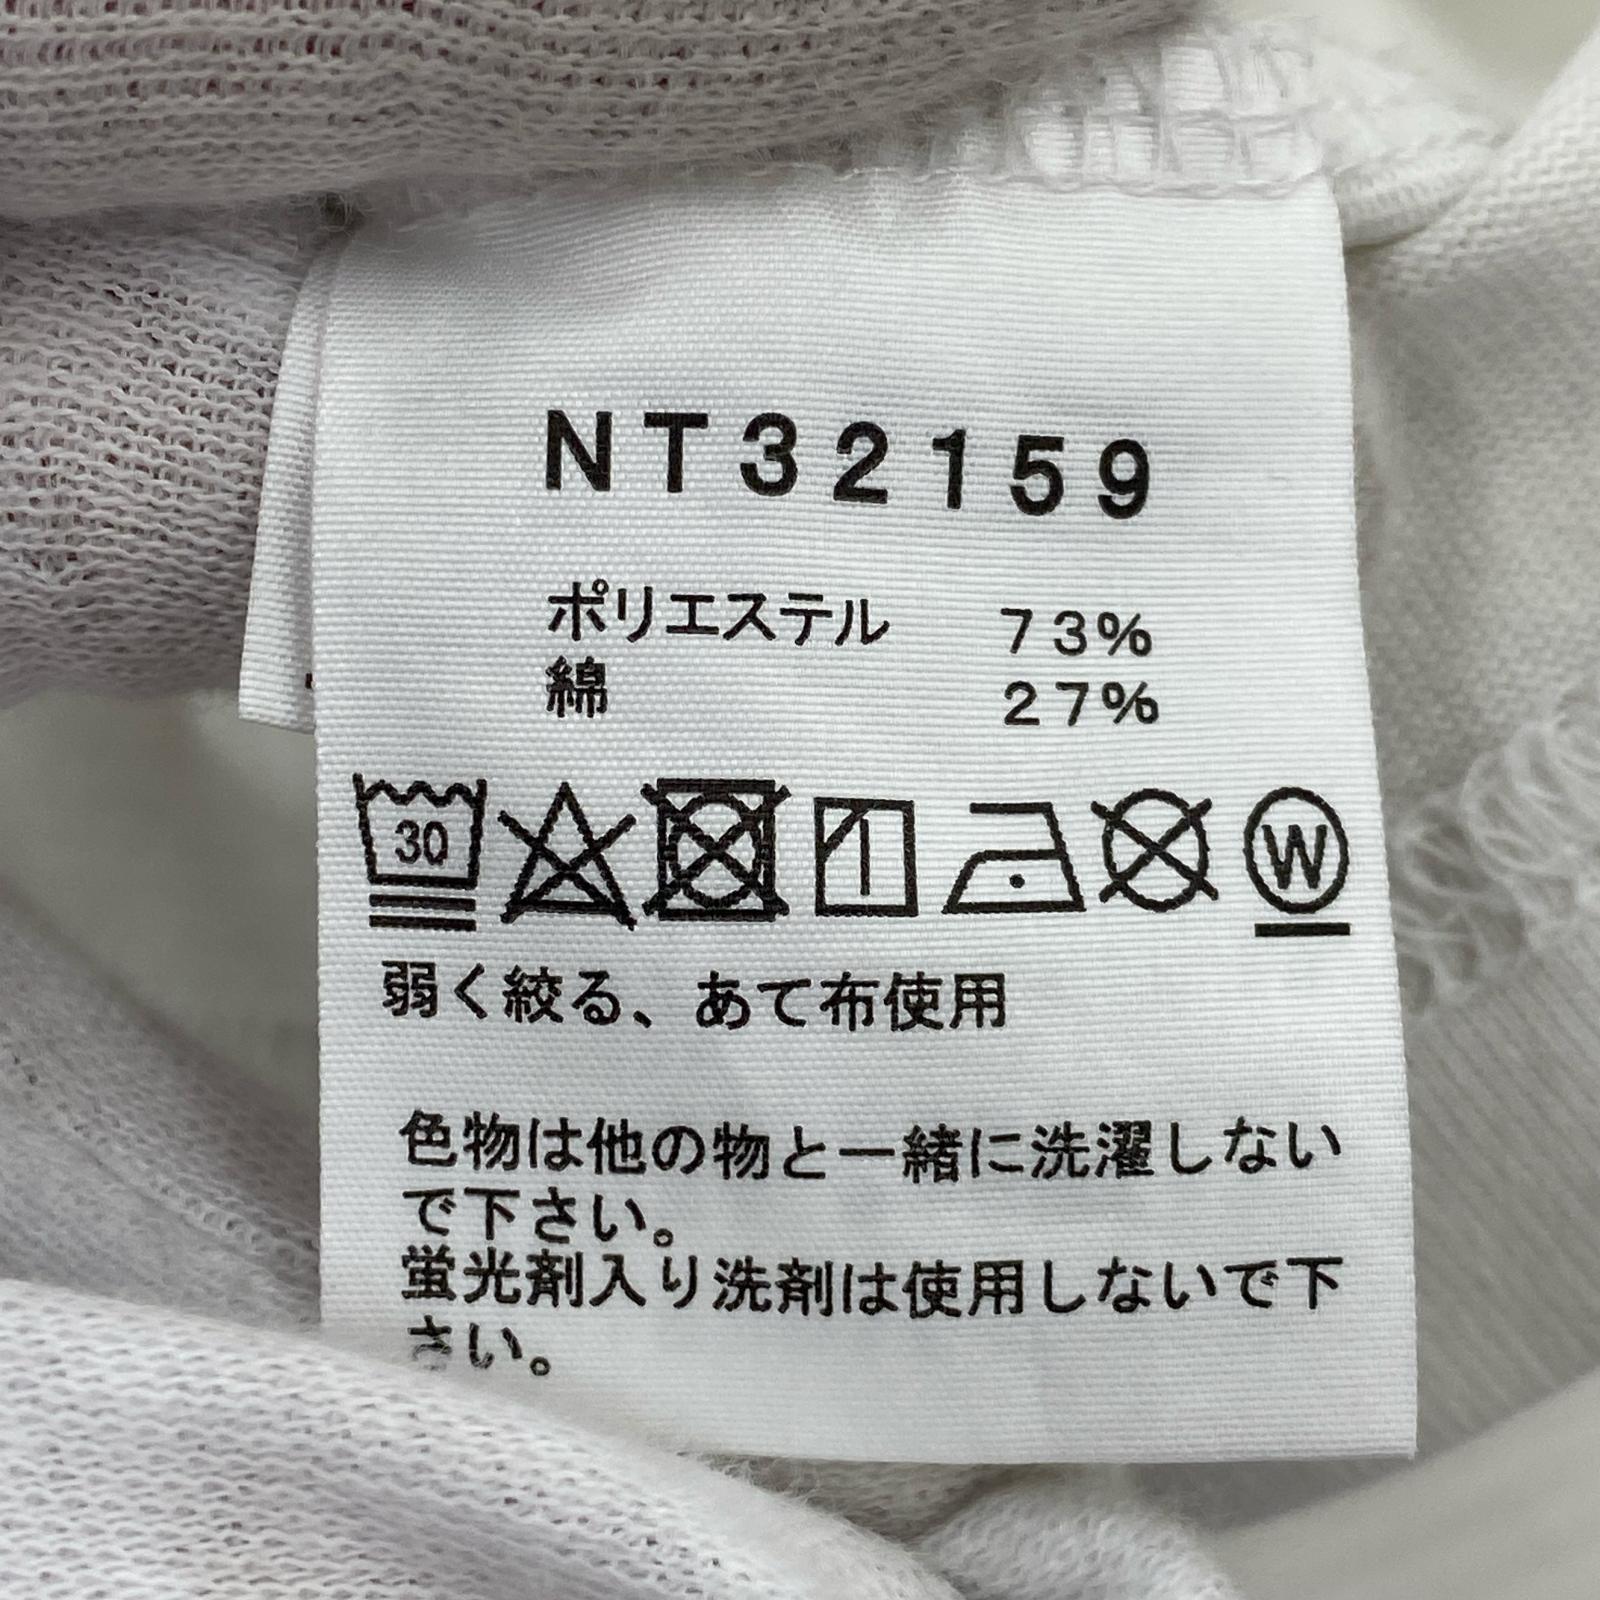 NT32159
ポリエステル 73%
綿 27%
30 W
弱く絞る、あて布使用
色物は他の物と一緒に洗濯しない
で下さい。
蛍光剤入り洗剤は使用しないで下
さい。